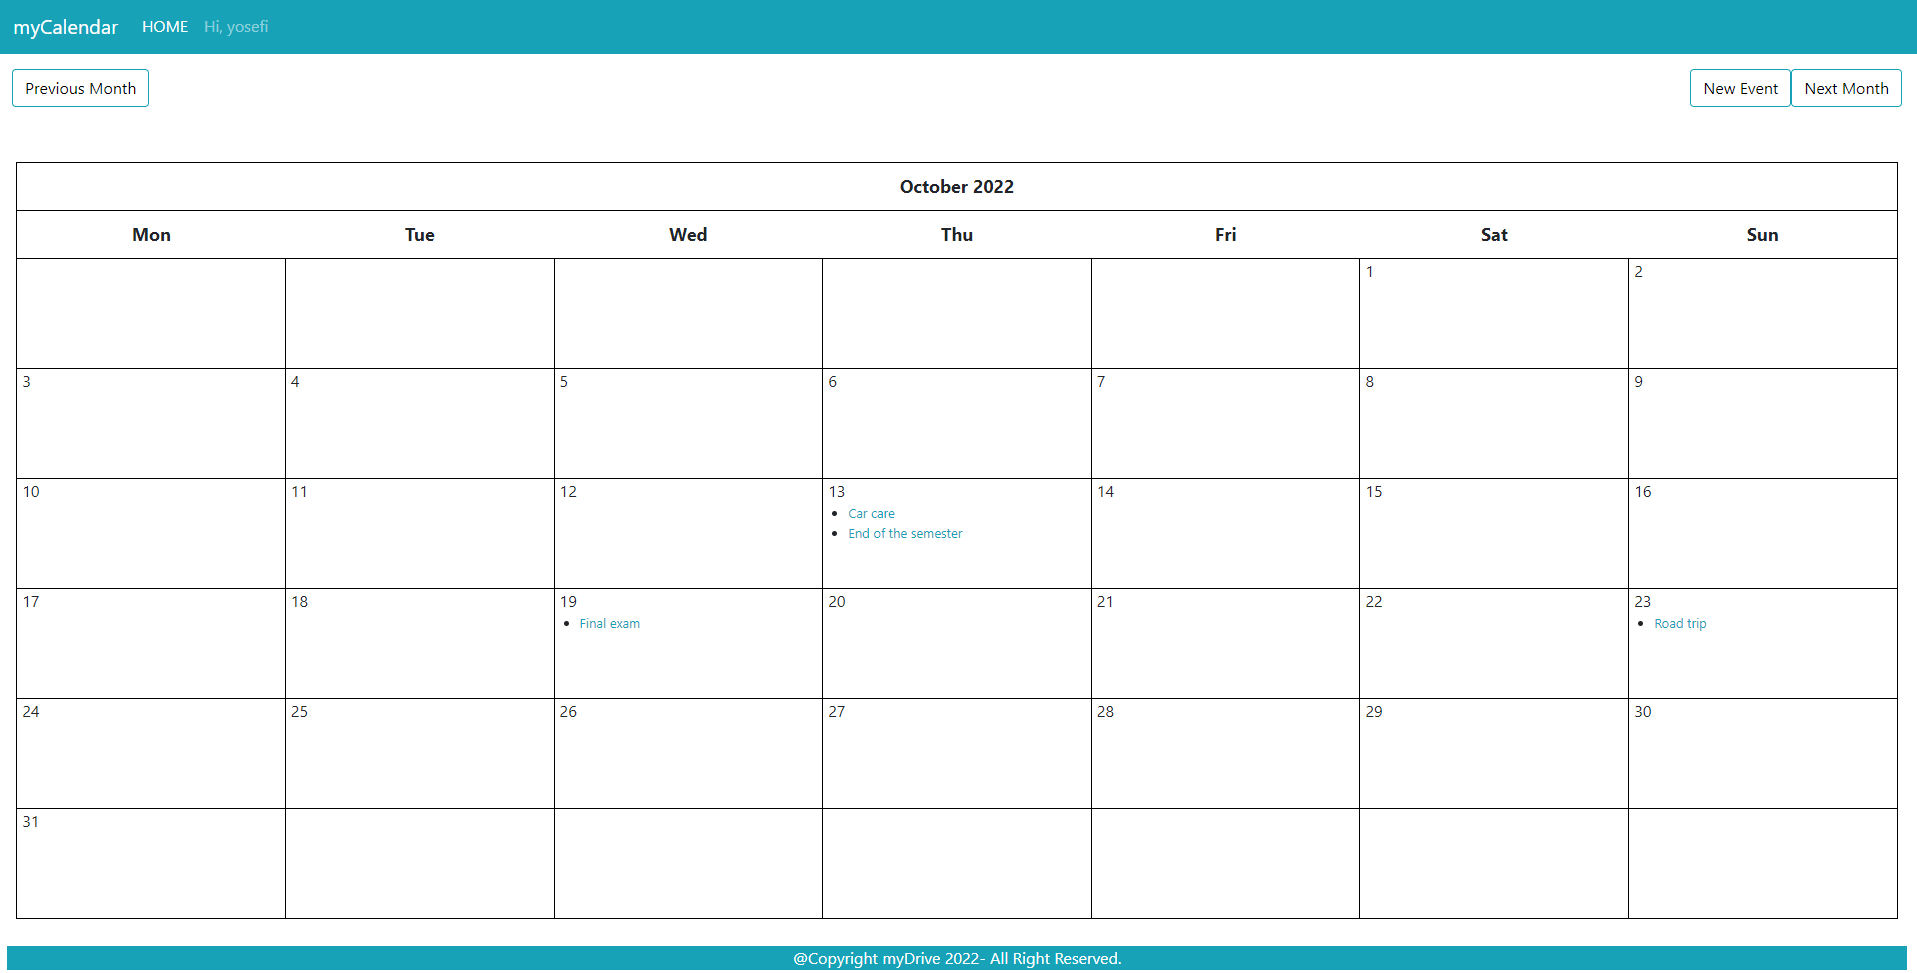 myCalendar HOME Hi, yosefi
Previous Month New Event Next Month
October 2022
Mon Tue Wed Thu Fri Sat Sun
1 2
3 4 5 6 7 8 9
10 11 12 13 14 15 16
Car care
End of the semester
17 18 19 20 21 22 23
Final exam Road trip
24 25 26 27 28 29 30
31
@Copyright myDrive 2022- All Right Reserved.